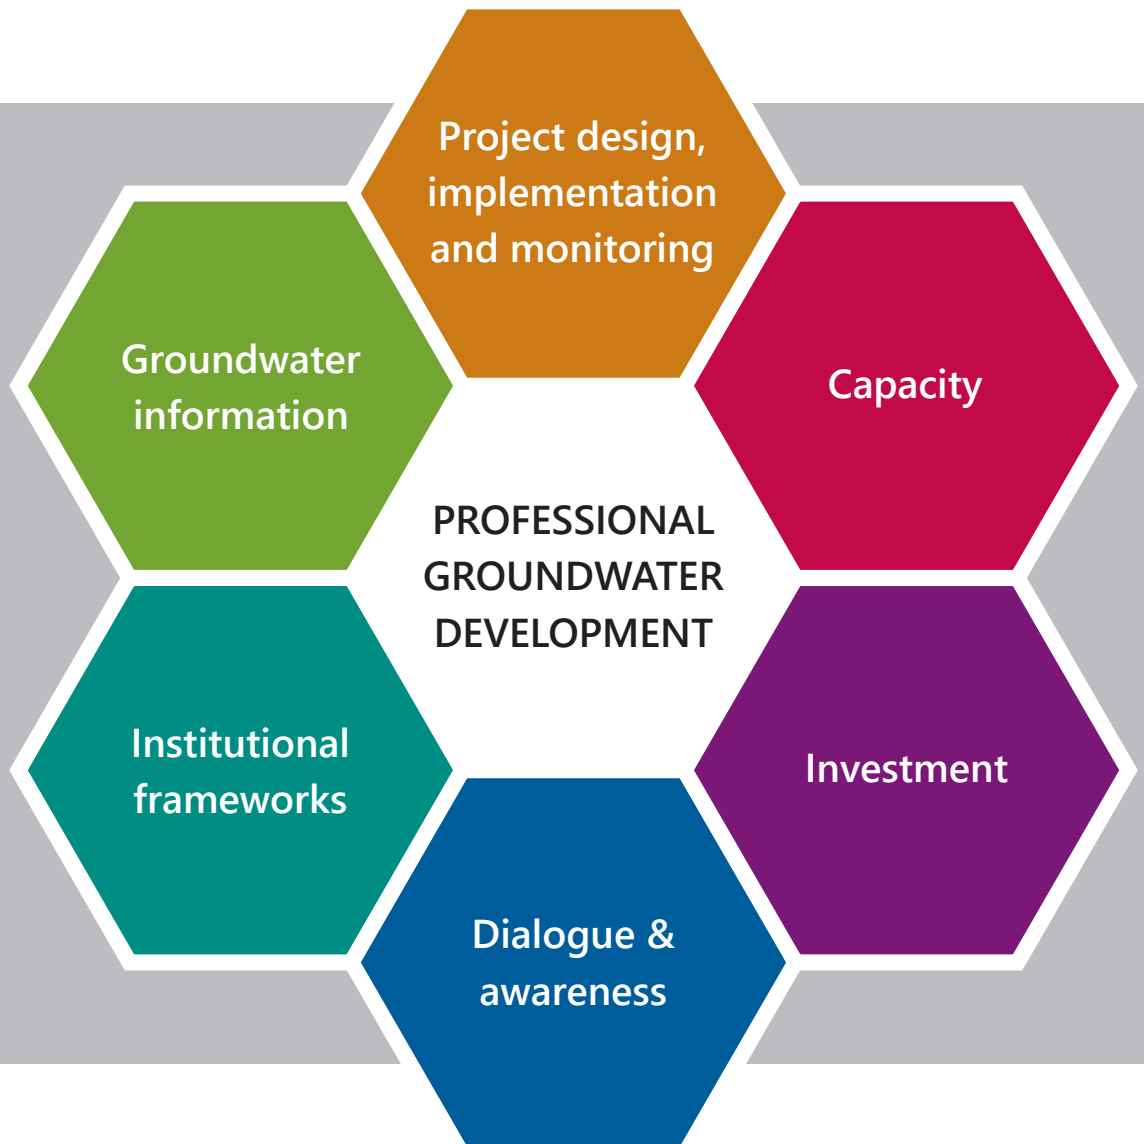 Project design,
implementation
and monitoring
Groundwater
information
Capacity
PROFESSIONAL
GROUNDWATER
DEVELOPMENT
Institutional
frameworks
Investment
Dialogue &
awareness